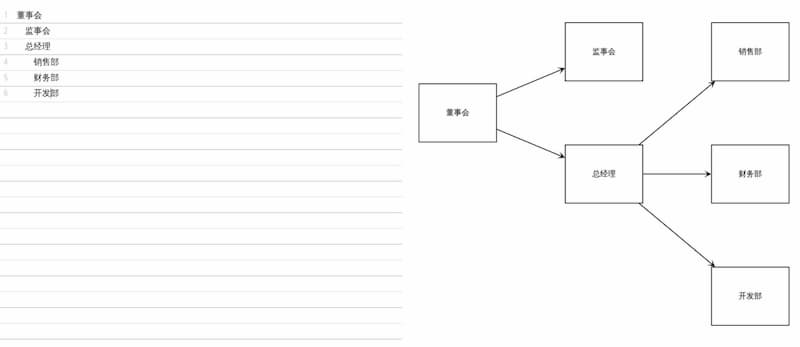 1 董事会
2 监事会
3 总经理
4 销售部
5 财务部
6 开发部
监事会
销售部
董事会
总经理
财务部
开发部